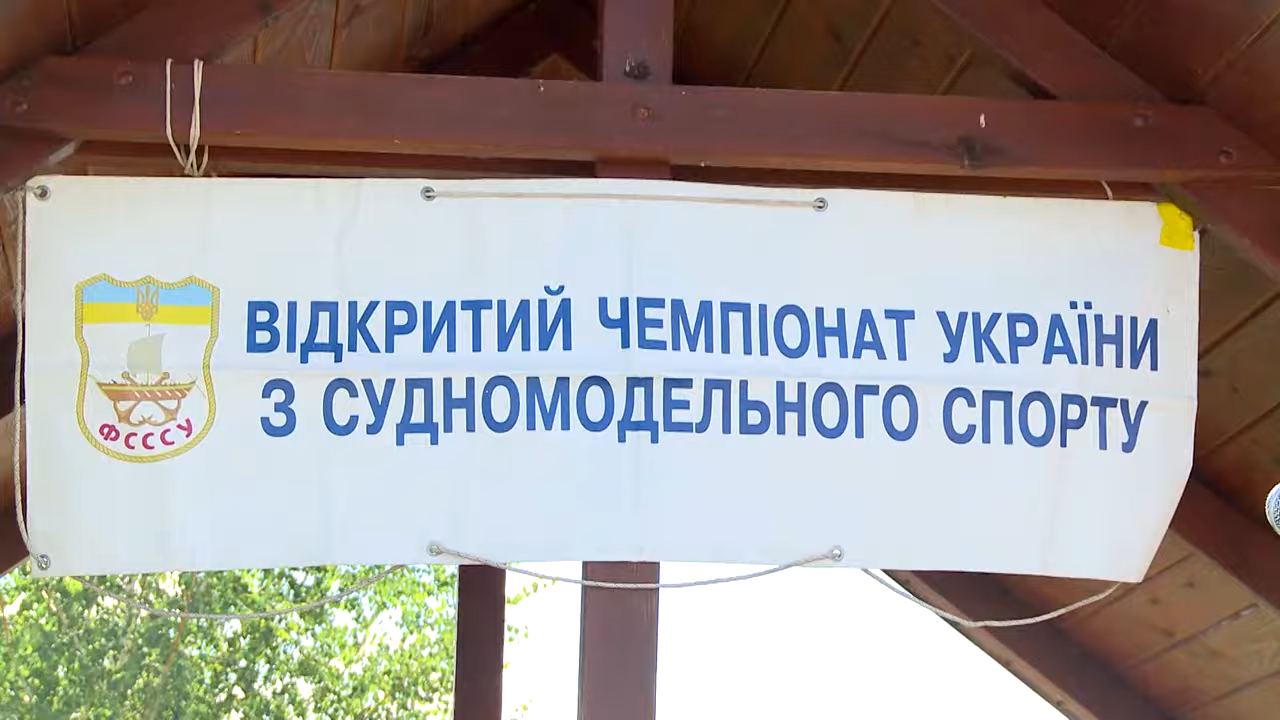 ВІДКРИТИЙ ЧЕМПІОНАТ УКРАЇНИ
З СУДНОМОДЕЛЬНОГО СПОРТУ
ФСССУ